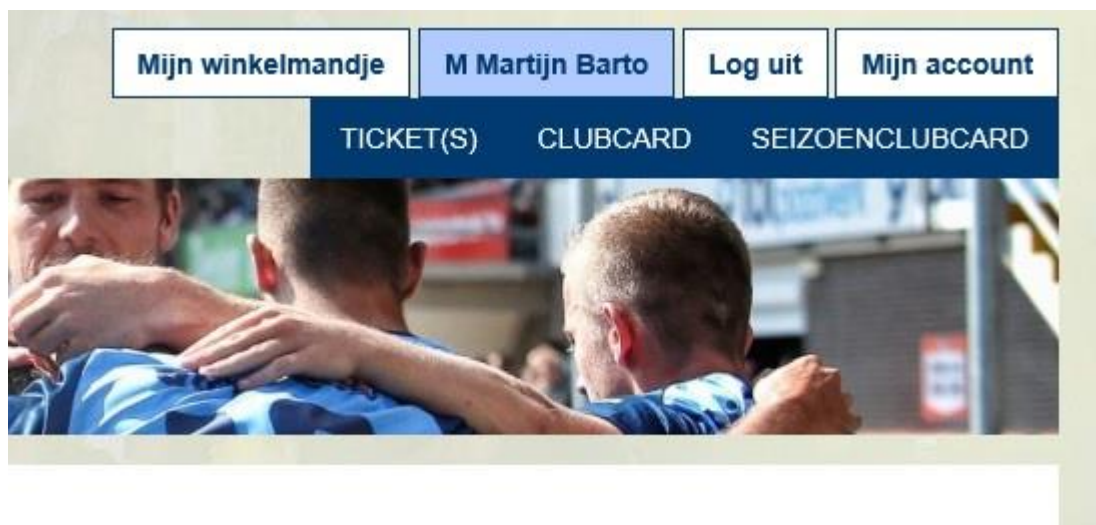 Mijn winkelmandje M Martijn Barto Log uit Mijn account
TICKET(S) CLUBCARD SEIZOENCLUBCARD